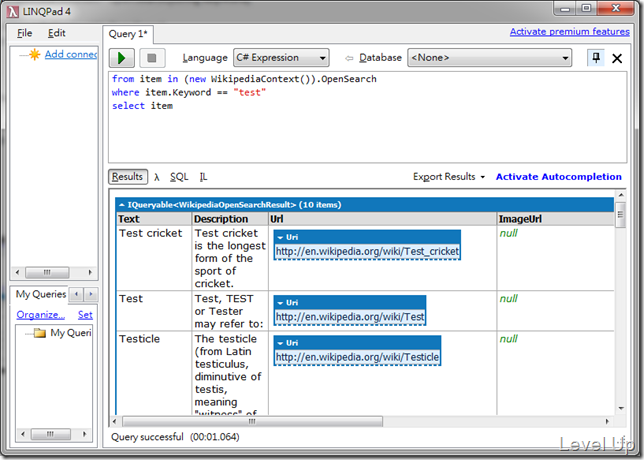 LINQPad 4
File Edit
Add connec
My Queries
Organize... Set
My Queri
Query 1*
Activate premium features
Language C# Expression Database <None>
from item in (new WikipediaContext()).OpenSearch
where item.Keyword == "test"
select item
Results λ SQL IL Export Results Activate Autocompletion
IQueryable<WikipediaOpenSearchResult> (10 items)
Text Description Url ImageUrl
Test cricket
Test cricket
is the longest
form of the
sport of
cricket.
Uri
http://en.wikipedia.org/wiki/Test_cricket
null
Test
Test, TEST
or Tester
may refer to:
Uri
http://en.wikipedia.org/wiki/Test
null
Testicle
The testicle
(from Latin
testiculus,
diminutive of
testis,
meaning
"witness" of
Uri
http://en.wikipedia.org/wiki/Testicle
null
Query successful (00:01.064)
Level Up